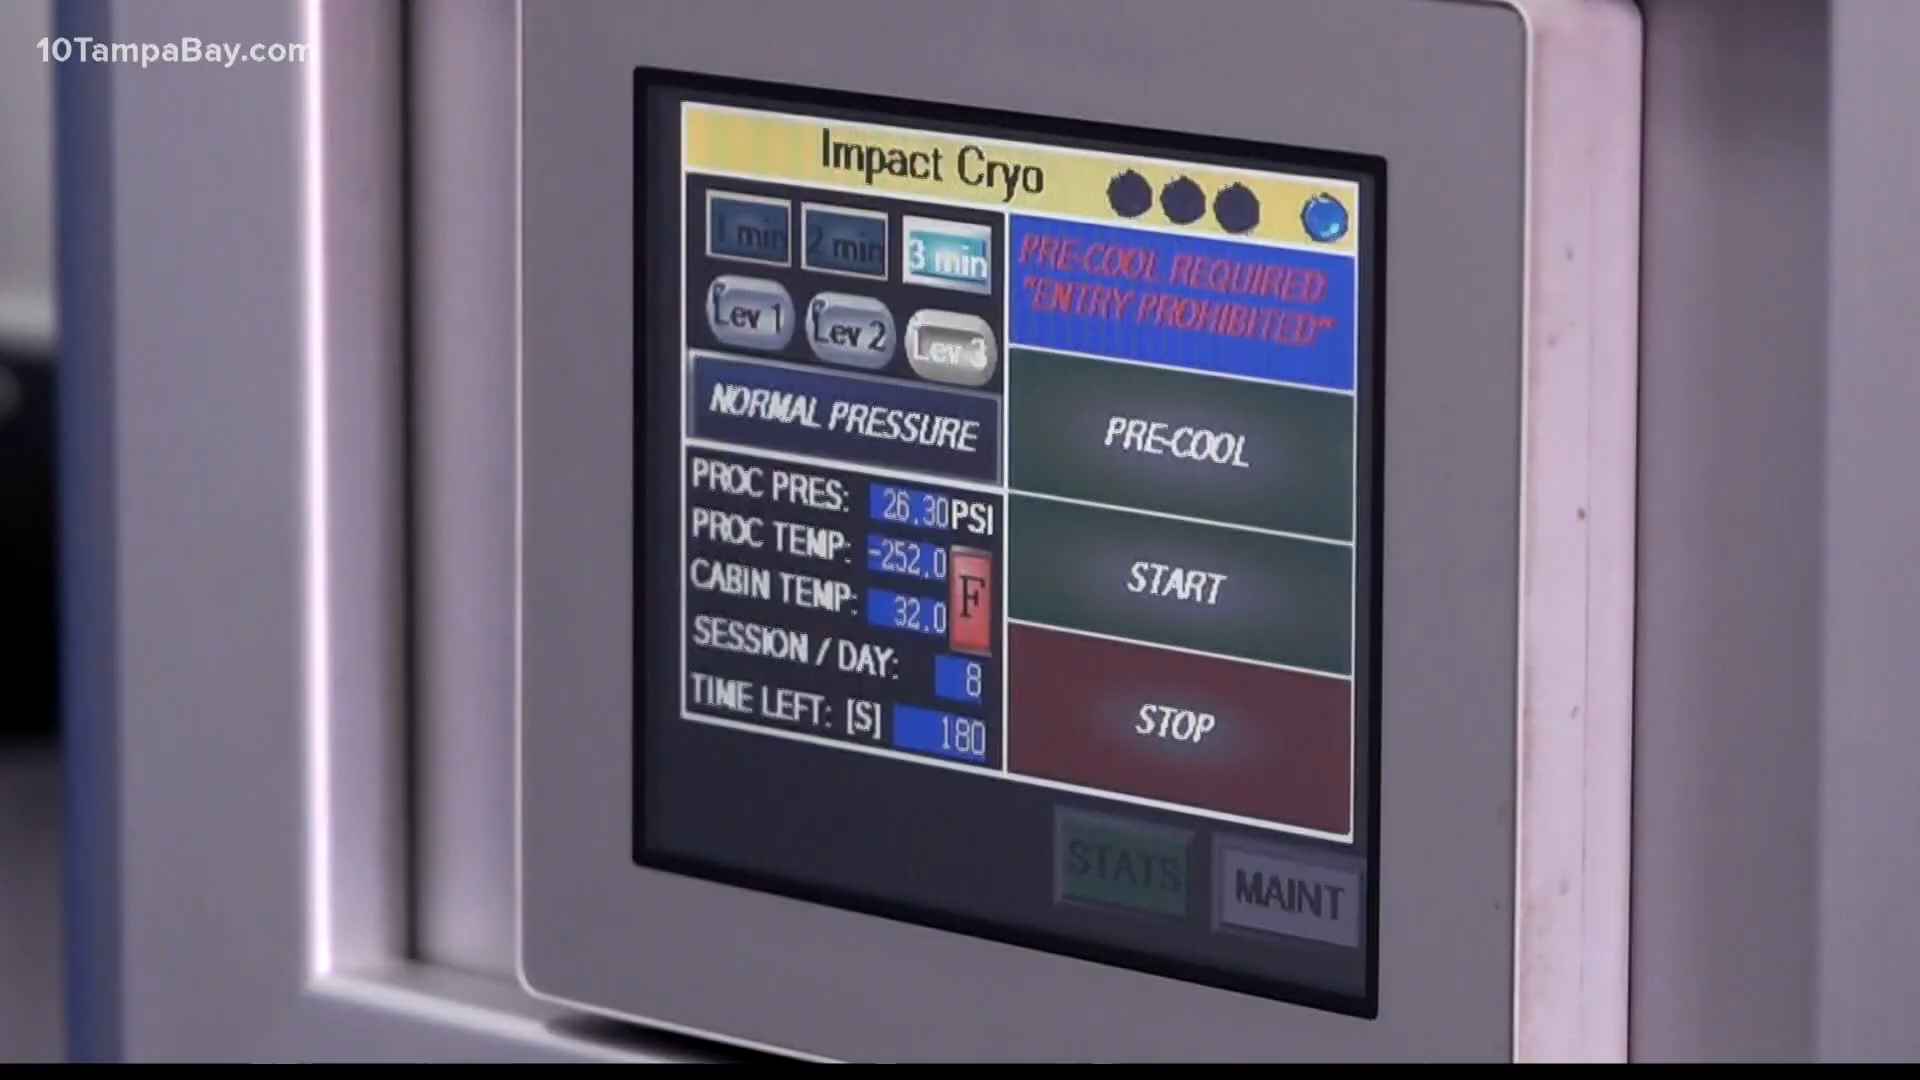 10TampaBay.com
Impact Cryo
1 min 2 min 3 min
Lev 1 Lev 2 Lev 3
NORMAL PRESSURE
PROC PRES: 26.30 PSI
PROC TEMP: -252.0
F
CABIN TEMP: 32.0
SESSION / DAY: 8
TIME LEFT: [S] 180
PRE-COOL REQUIRED
"ENTRY PROHIBITED"
PRE-COOL
START
STOP
STATS
MAINT